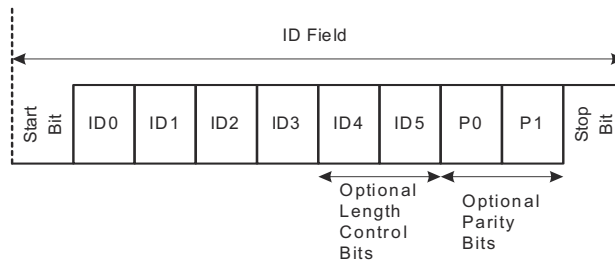 ID Field
Start
Bit
ID0
ID1
ID2
ID3
ID4
ID5
P0
P1
Stop
Bit
Optional
Length
Control
Bits
Optional
Parity
Bits